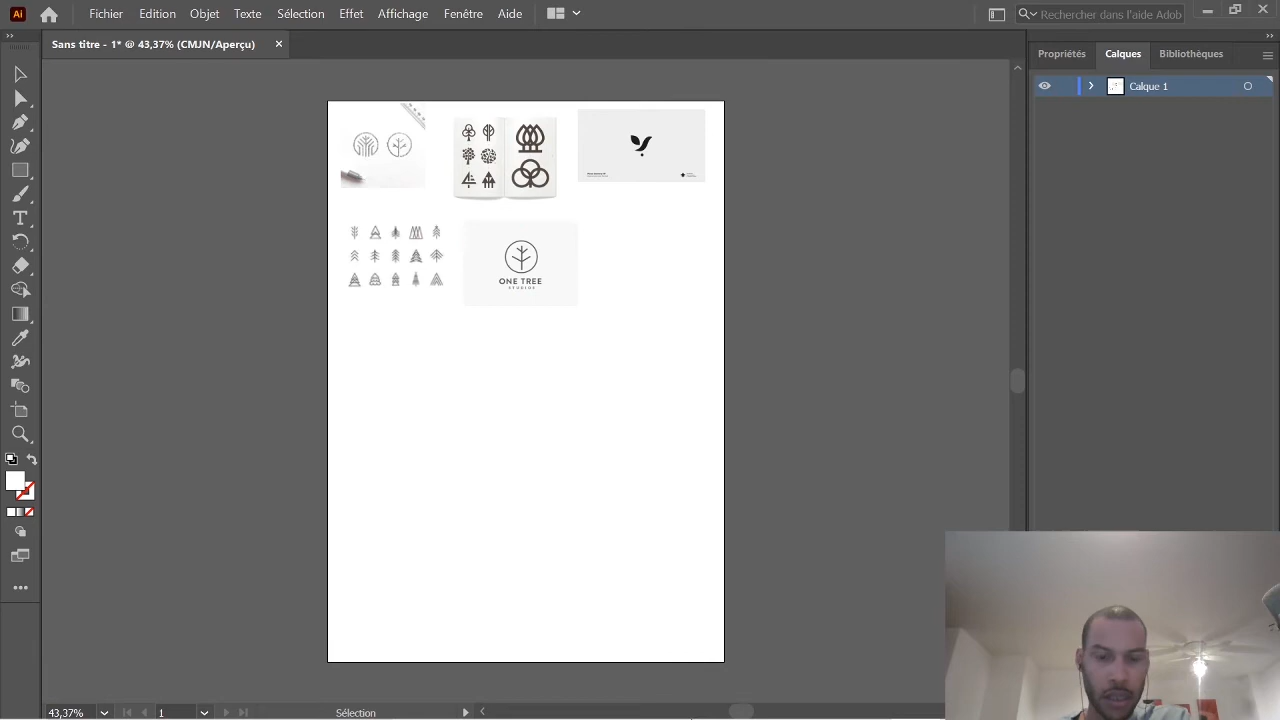 Ai
Fichier Edition Objet Texte Sélection Effet Affichage Fenêtre Aide
Rechercher dans l'aide Adob
Sans titre - 1* @ 43,37% (CMJN/Aperçu)
Propriétés Calques Bibliothèques
Calque 1
ONE TREE
STUDIOS
43,37%
1
Sélection